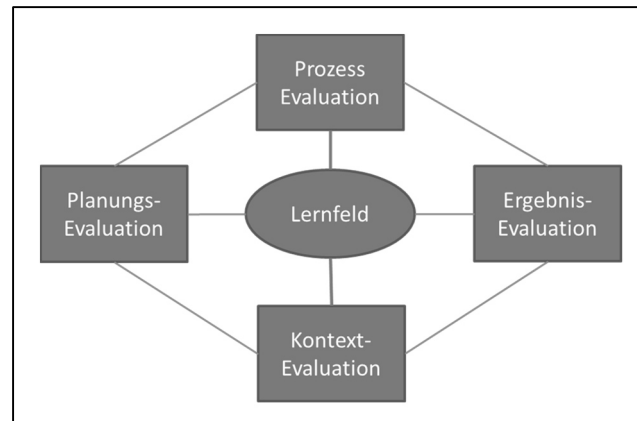 Prozess
Evaluation
Planungs-
Evaluation
Lernfeld
Ergebnis-
Evaluation
Kontext-
Evaluation